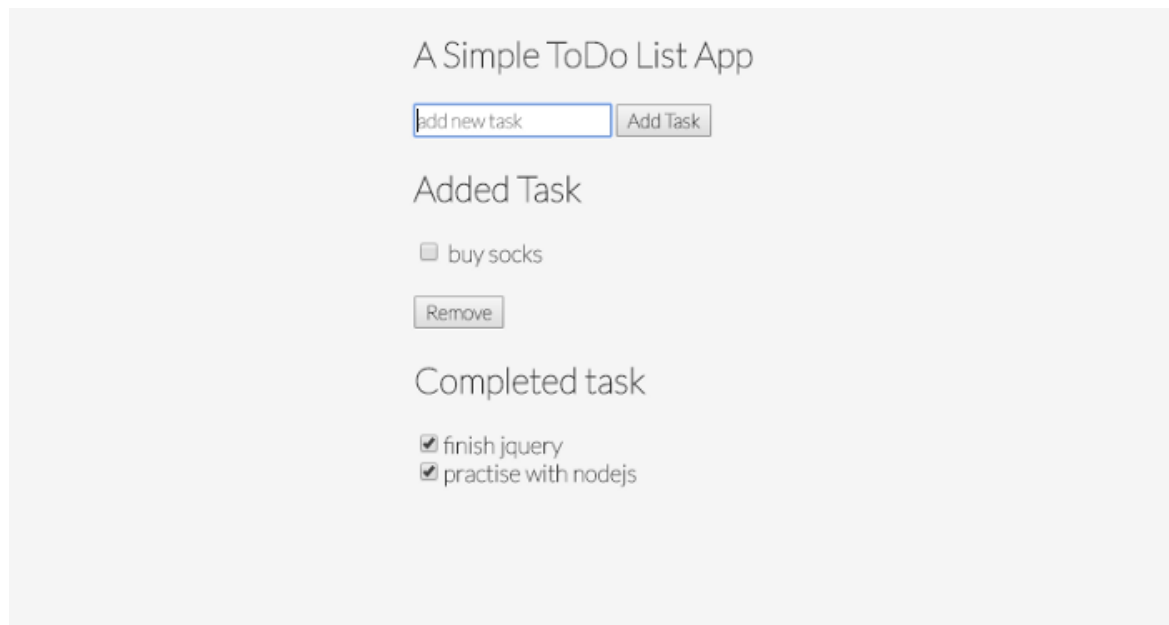 A Simple ToDo List App
add new task Add Task
Added Task
buy socks
Remove
Completed task
finish jquery
practise with nodejs